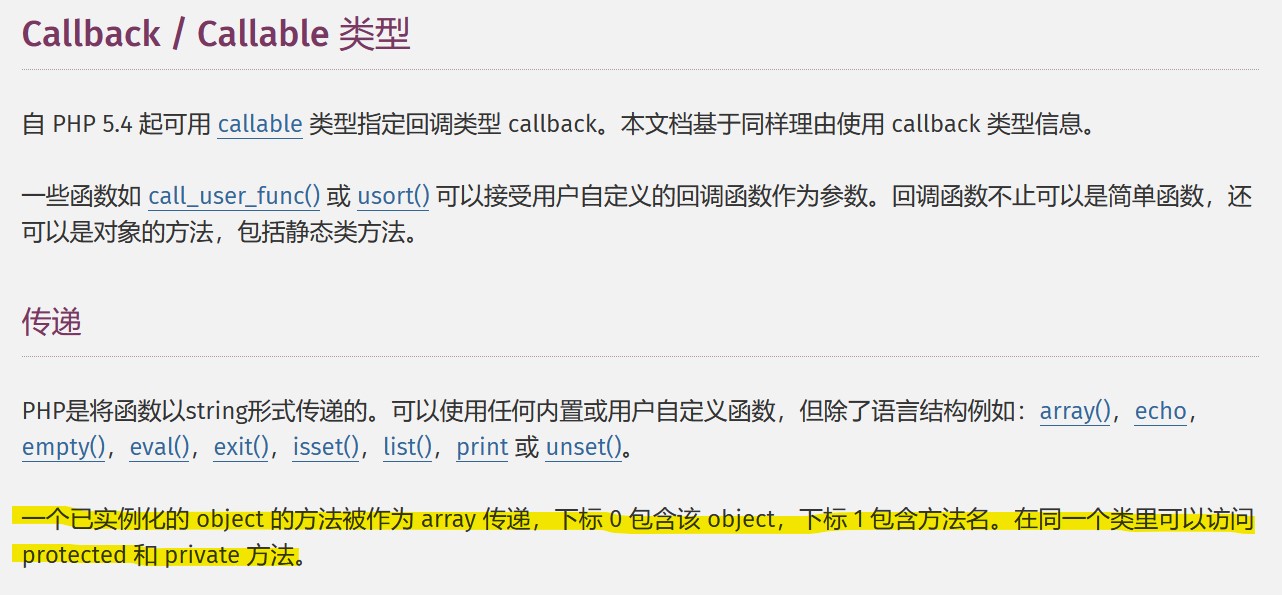 Callback / Callable 类型
自 PHP 5.4 起可用 callable 类型指定回调类型 callback。本文档基于同样理由使用 callback 类型信息。
一些函数如 call_user_func() 或 usort() 可以接受用户自定义的回调函数作为参数。回调函数不止可以是简单函数，还
可以是对象的方法，包括静态类方法。
传递
PHP是将函数以string形式传递的。可以使用任何内置或用户自定义函数，但除了语言结构例如：array()，echo，
empty()，eval()，exit()，isset()，list()，print 或 unset()。
一个已实例化的 object 的方法被作为 array 传递，下标 0 包含该 object，下标 1 包含方法名。在同一个类里可以访问
protected 和 private 方法。